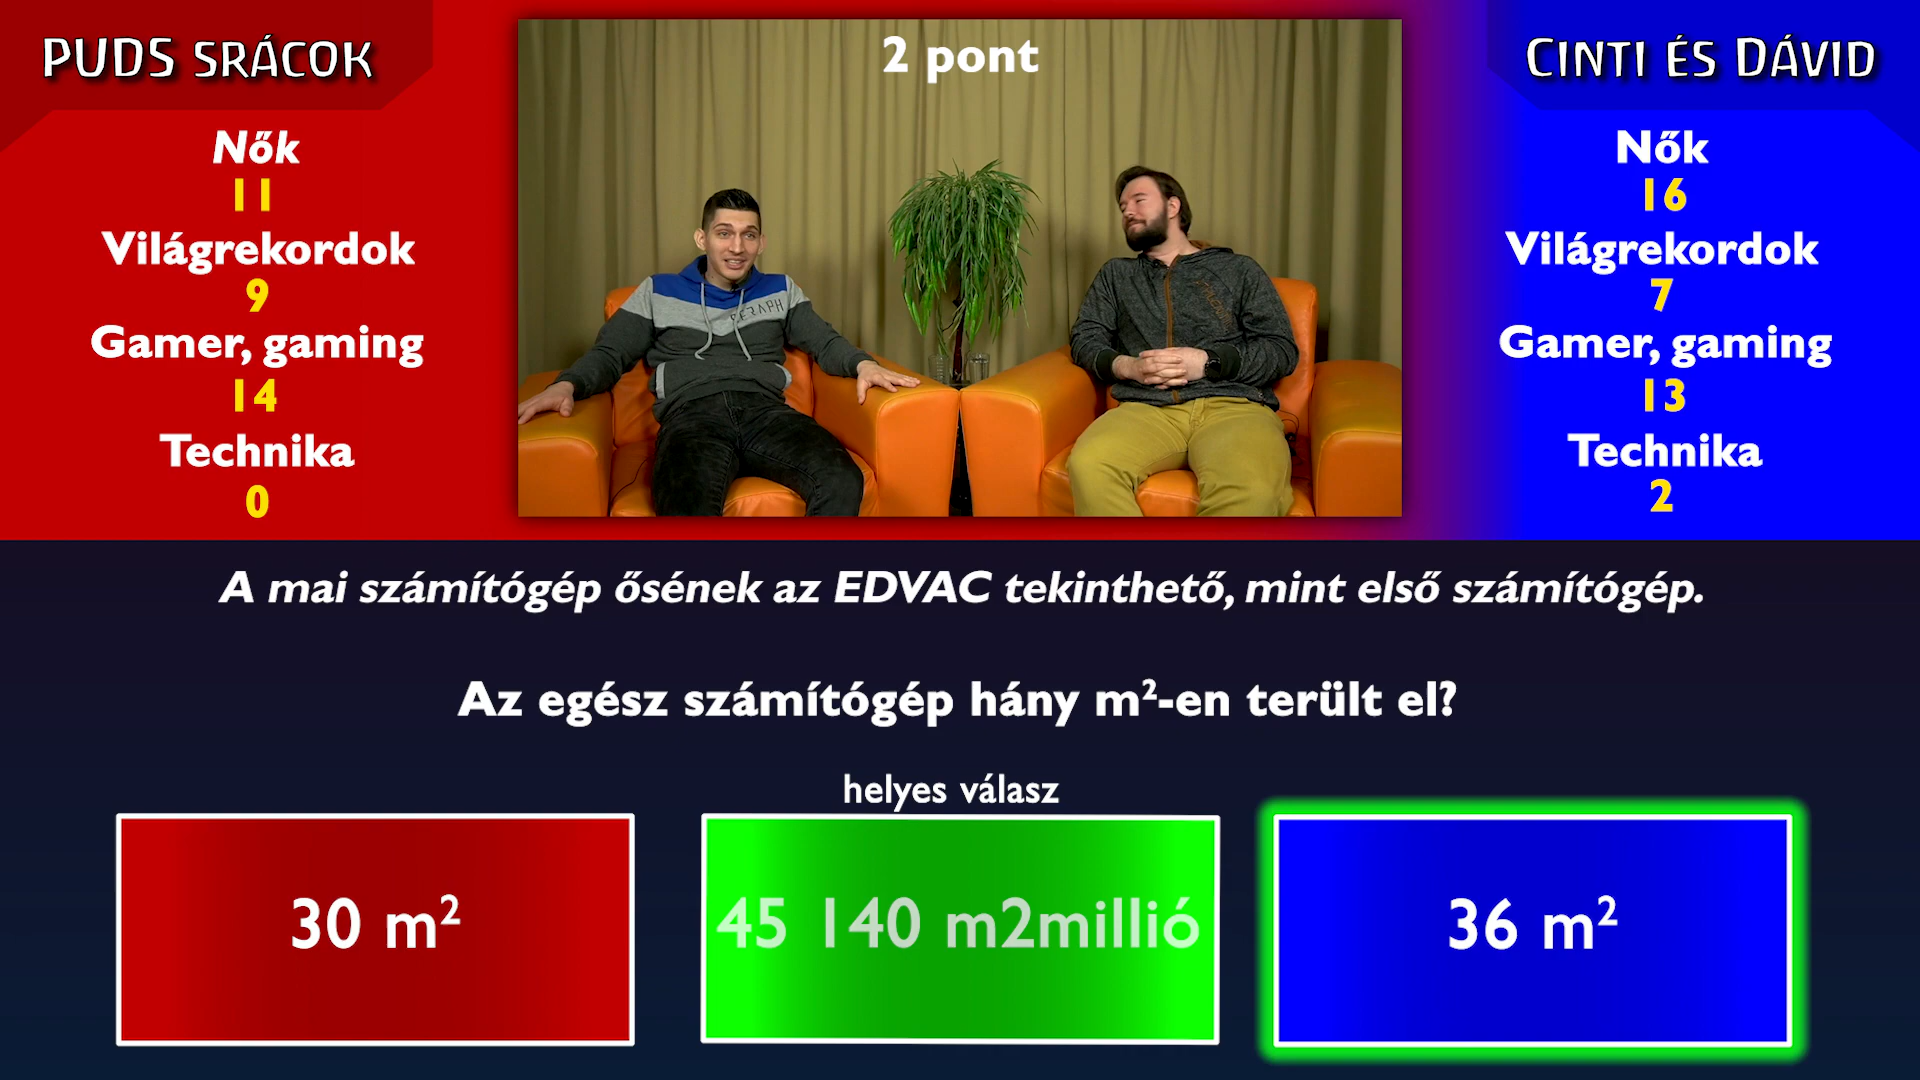 PUDS SRÁCOK
Nők
11
Világrekordok
9
Gamer, gaming
14
Technika
0
2 pont
SERAPH
CINTI ÉS DÁVID
Nők
16
Világrekordok
7
Gamer, gaming
13
Technika
2
A mai számítógép ősének az EDVAC tekinthető, mint első számítógép.
Az egész számítógép hány m²-en terült el?
helyes válasz
30 m²
45 140 m2millió
36 m²